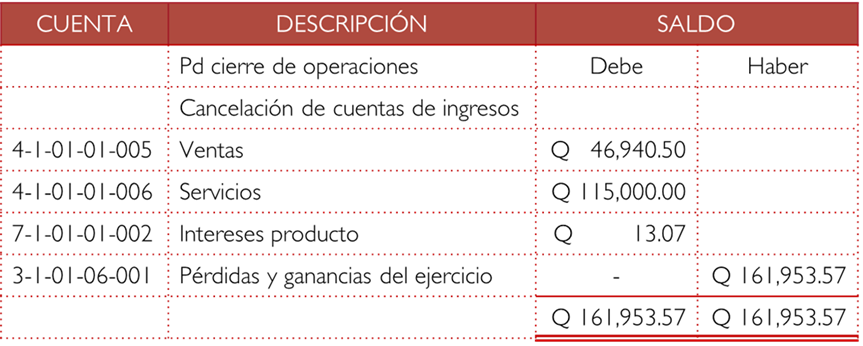 CUENTA DESCRIPCIÓN SALDO
Pd cierre de operaciones Debe Haber
Cancelación de cuentas de ingresos
4-1-01-01-005 Ventas Q 46,940.50
4-1-01-01-006 Servicios Q 115,000.00
7-1-01-01-002 Intereses producto Q 13.07
3-1-01-06-001 Pérdidas y ganancias del ejercicio - Q 161,953.57
Q 161,953.57 Q 161,953.57